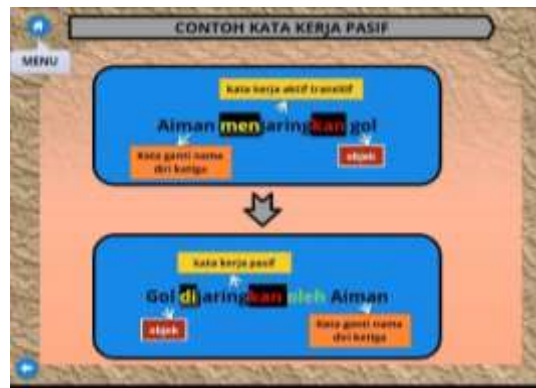 CONTOH KATA KERJA PASIF
MENU
kata kerja aktif transitif
Aiman menjaringkan gol
Kata ganti nama
diri ketiga
objek
kata kerja pasif
Gol dijaringkan oleh Aiman
objek
Kata ganti nama
diri ketiga